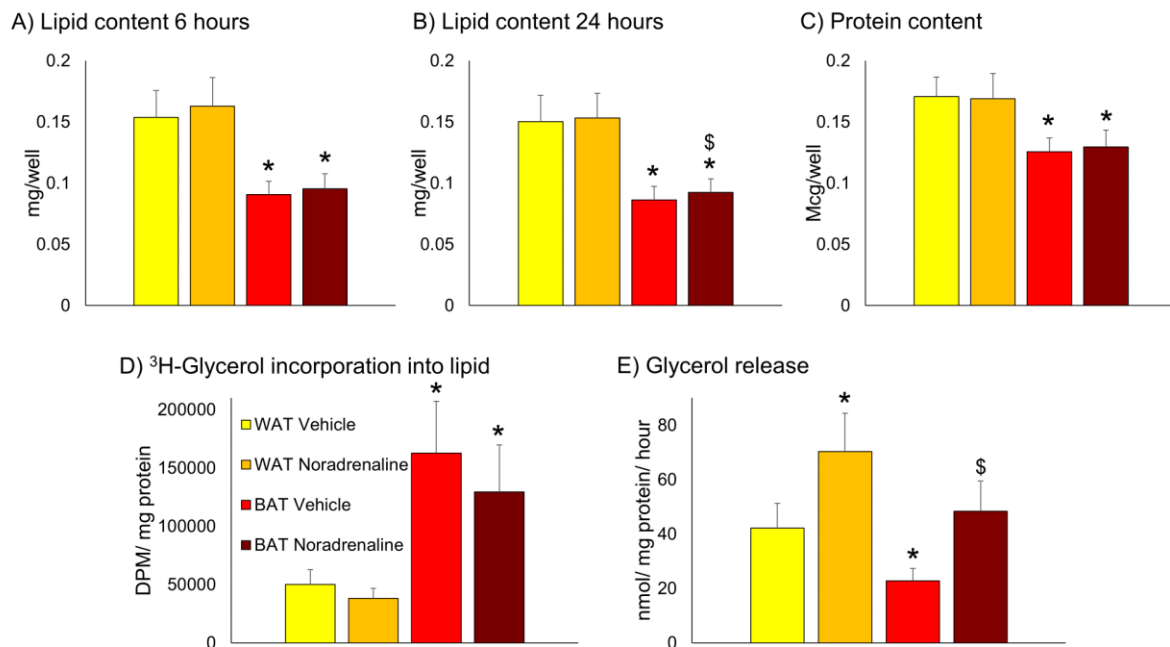 A) Lipid content 6 hours
0.2
0.15
0.1
0.05
0
mg/well
*
*
B) Lipid content 24 hours
0.2
0.15
0.1
0.05
0
mg/well
*
$
*
C) Protein content
0.2
0.15
0.1
0.05
0
Mcg/well
*
*
D) ³H-Glycerol incorporation into lipid
200000
150000
100000
50000
0
DPM/ mg protein
WAT Vehicle
WAT Noradrenaline
BAT Vehicle
BAT Noradrenaline
*
*
E) Glycerol release
80
60
40
20
0
nmol/ mg protein/ hour
*
*
$